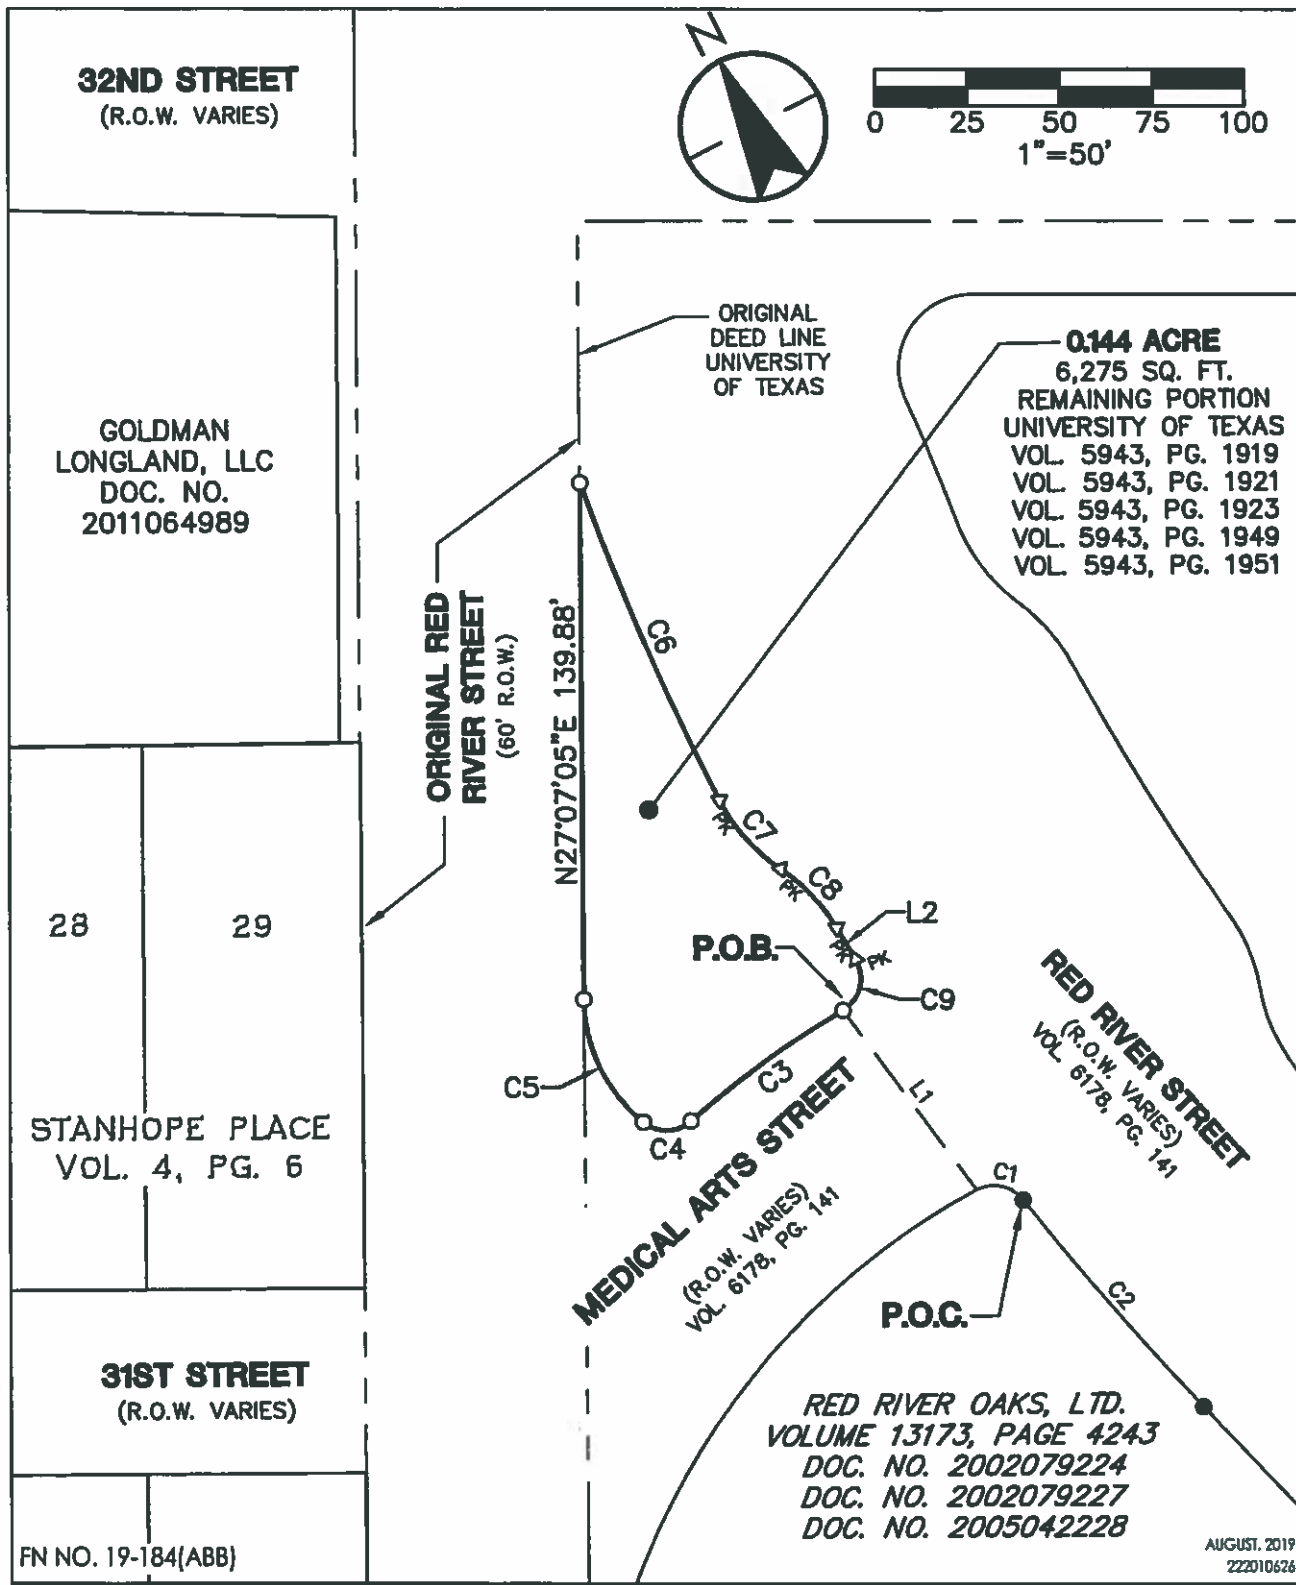 32ND STREET
(R.O.W. VARIES)
N
0 25 50 75 100
1"=50'
ORIGINAL
DEED LINE
UNIVERSITY
OF TEXAS
0.144 ACRE
6,275 SQ. FT.
REMAINING PORTION
UNIVERSITY OF TEXAS
VOL. 5943, PG. 1919
VOL. 5943, PG. 1921
VOL. 5943, PG. 1923
VOL. 5943, PG. 1949
VOL. 5943, PG. 1951
GOLDMAN
LONGLAND, LLC
DOC. NO.
2011064989
ORIGINAL RED
RIVER STREET
(60' R.O.W.)
N27°07'05"E 139.88'
C6
PK
C7
PK
C8
L2
PK
PK
P.O.B.
C9
28
29
C5
C3
C4
L1
STANHOPE PLACE
VOL. 4, PG. 6
MEDICAL ARTS STREET
(R.O.W. VARIES)
VOL. 6178, PG. 141
RED RIVER STREET
(R.O.W. VARIES)
VOL. 6178, PG. 141
C1
C2
P.O.C.
31ST STREET
(R.O.W. VARIES)
RED RIVER OAKS, LTD.
VOLUME 13173, PAGE 4243
DOC. NO. 2002079224
DOC. NO. 2002079227
DOC. NO. 2005042228
FN NO. 19-184(ABB)
AUGUST, 2019
222010626